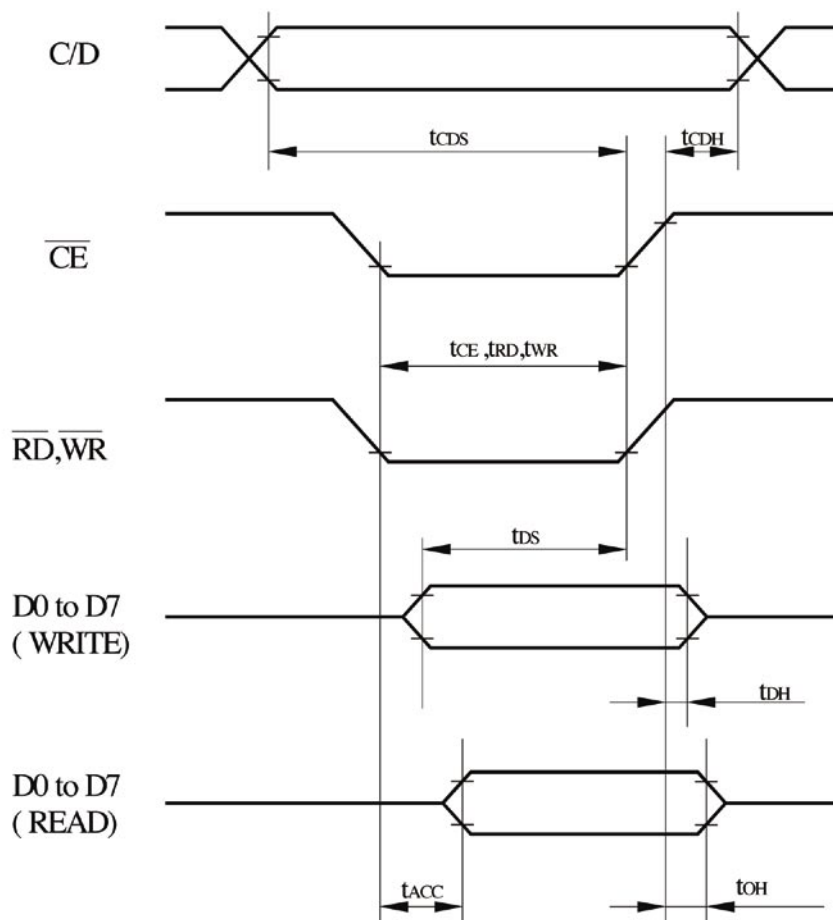 C/D
tCDS
tCDH
CE
tCE ,tRD,tWR
RD,WR
tDS
D0 to D7
( WRITE)
tDH
D0 to D7
( READ)
tACC
tOH